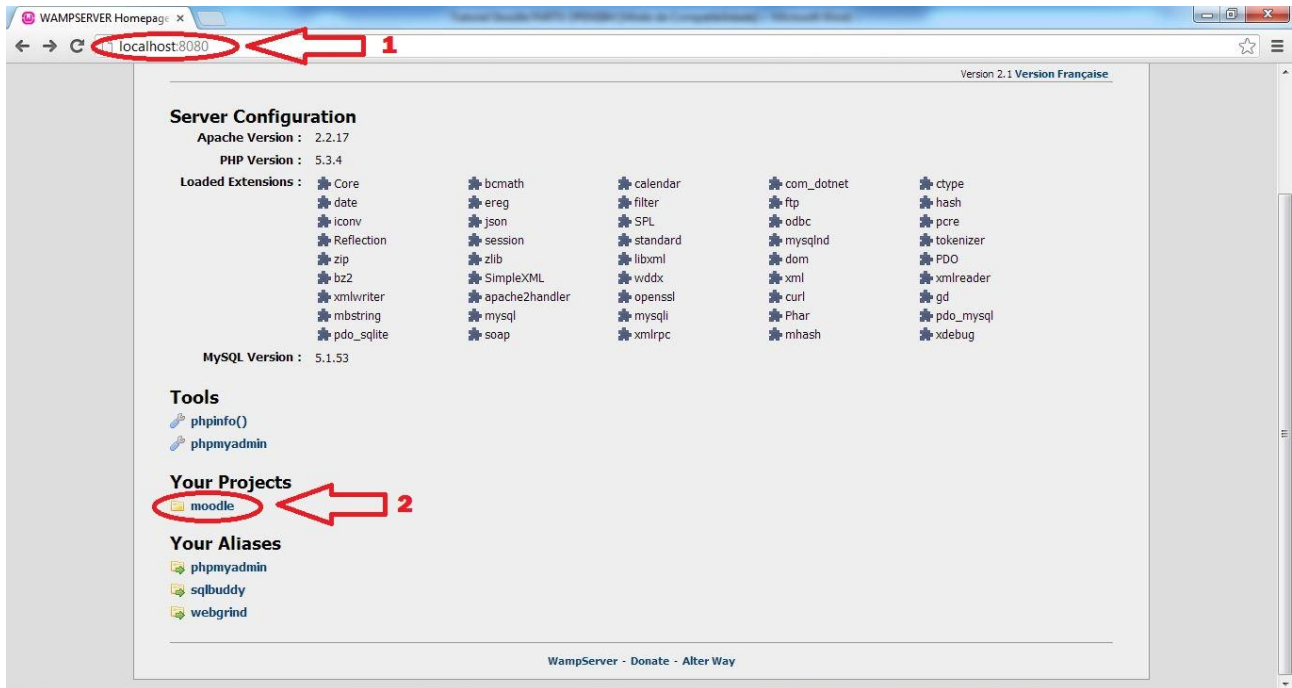 WAMPSERVER Homepage
localhost:8080
1
Version 2.1 Version Française
Server Configuration
Apache Version : 2.2.17
PHP Version : 5.3.4
Loaded Extensions : Core bcmath calendar com_dotnet ctype
date ereg filter ftp hash
iconv json SPL odbc pcre
Reflection session standard mysqlnd tokenizer
zip zlib libxml dom PDO
bz2 SimpleXML wddx xml xmlreader
xmlwriter apache2handler openssl curl gd
mbstring mysql mysqli Phar pdo_mysql
pdo_sqlite soap xmlrpc mhash xdebug
MySQL Version : 5.1.53
Tools
phpinfo()
phpmyadmin
Your Projects
moodle
2
Your Aliases
phpmyadmin
sqlbuddy
webgrind
WampServer - Donate - Alter Way